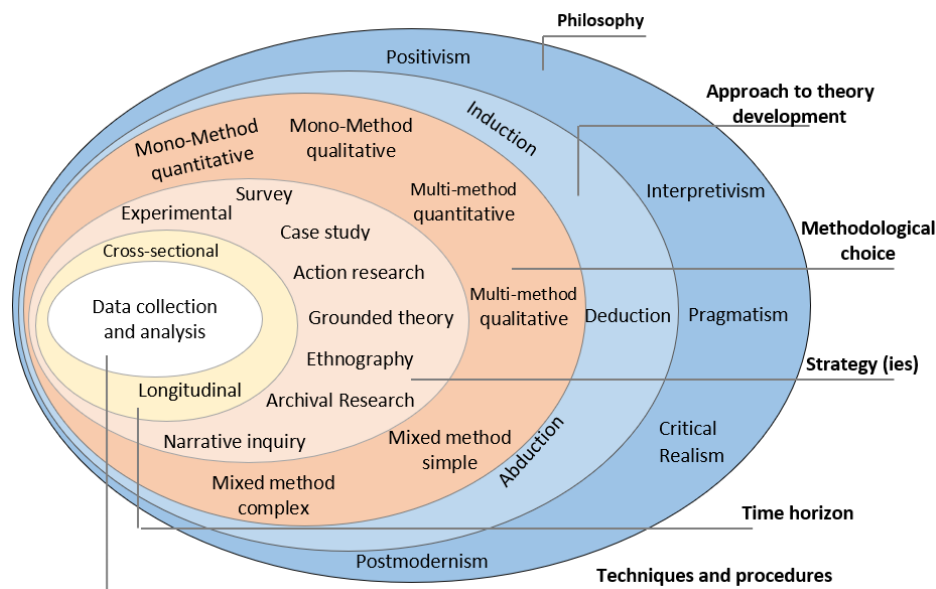 Philosophy
Positivism
Approach to theory
development
Induction
Mono-Method
quantitative
Mono-Method
qualitative
Interpretivism
Multi-method
quantitative
Survey
Experimental
Case study
Methodological
choice
Cross-sectional
Action research
Multi-method
qualitative
Data collection
and analysis
Grounded theory
Deduction
Pragmatism
Ethnography
Strategy (ies)
Longitudinal
Archival Research
Narrative inquiry
Mixed method
simple
Abduction
Critical
Realism
Mixed method
complex
Time horizon
Postmodernism
Techniques and procedures